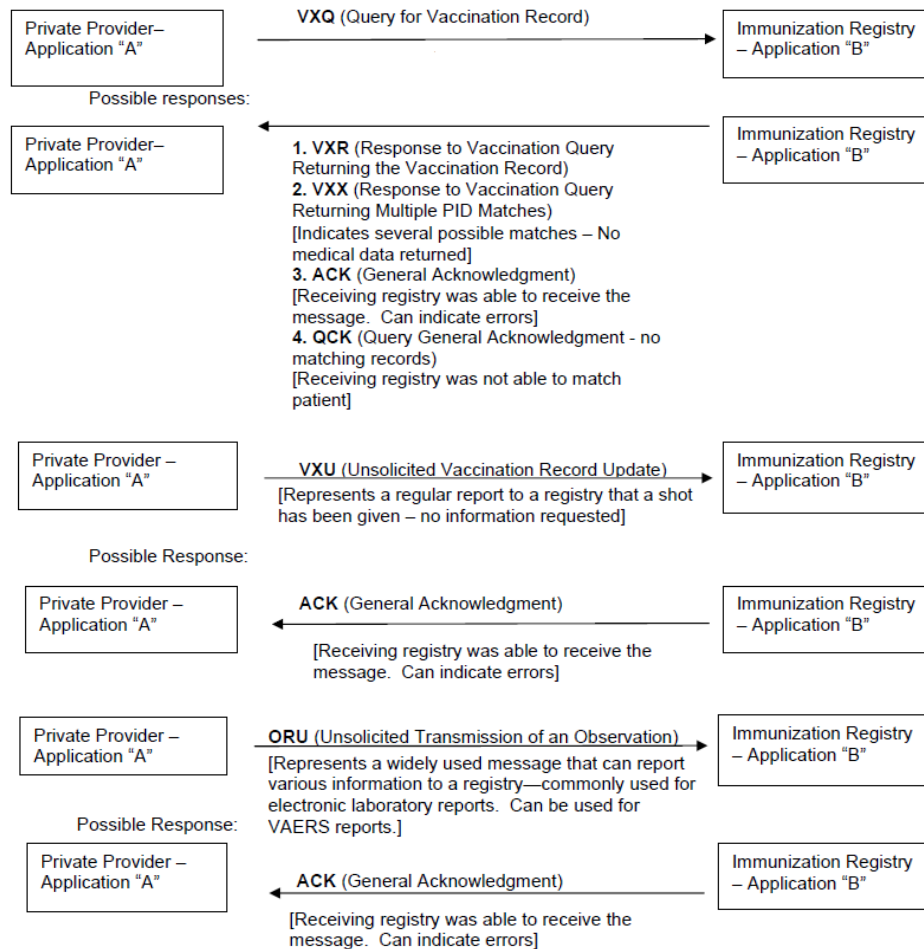 VXQ (Query for Vaccination Record)
Private Provider–
Application “A”
Immunization Registry
– Application “B”
Possible responses:
Private Provider–
Application “A”
Immunization Registry
– Application “B”
1. VXR (Response to Vaccination Query
Returning the Vaccination Record)
2. VXX (Response to Vaccination Query
Returning Multiple PID Matches)
[Indicates several possible matches – No
medical data returned]
3. ACK (General Acknowledgment)
[Receiving registry was able to receive the
message.  Can indicate errors]
4. QCK (Query General Acknowledgment - no
matching records)
[Receiving registry was not able to match
patient]
Private Provider –
Application “A”
VXU (Unsolicited Vaccination Record Update)
[Represents a regular report to a registry that a shot
has been given – no information requested]
Immunization Registry
– Application “B”
Possible Response:
Private Provider –
Application “A”
ACK (General Acknowledgment)
[Receiving registry was able to receive the
message.  Can indicate errors]
Immunization Registry
– Application “B”
Private Provider –
Application “A”
ORU (Unsolicited Transmission of an Observation)
[Represents a widely used message that can report
various information to a registry—commonly used for
electronic laboratory reports.  Can be used for
VAERS reports.]
Immunization Registry
– Application “B”
Possible Response:
Private Provider –
Application “A”
ACK (General Acknowledgment)
[Receiving registry was able to receive the
message.  Can indicate errors]
Immunization Registry
– Application “B”